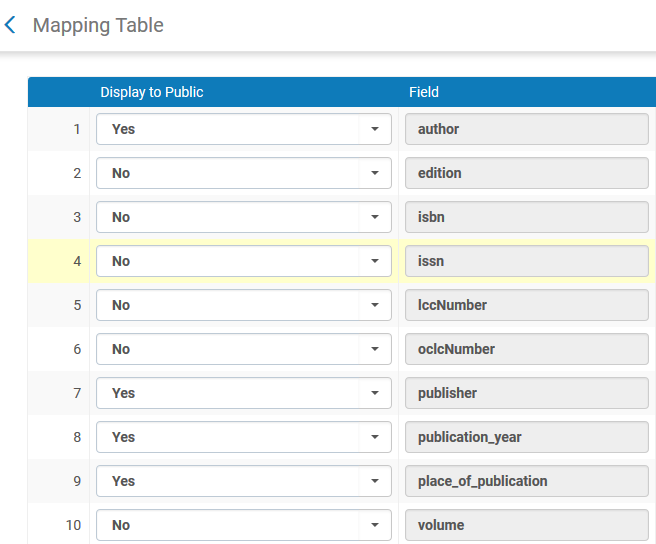 Mapping Table
Display to Public Field
1 Yes author
2 No edition
3 No isbn
4 No issn
5 No lccNumber
6 No oclcNumber
7 Yes publisher
8 Yes publication_year
9 Yes place_of_publication
10 No volume